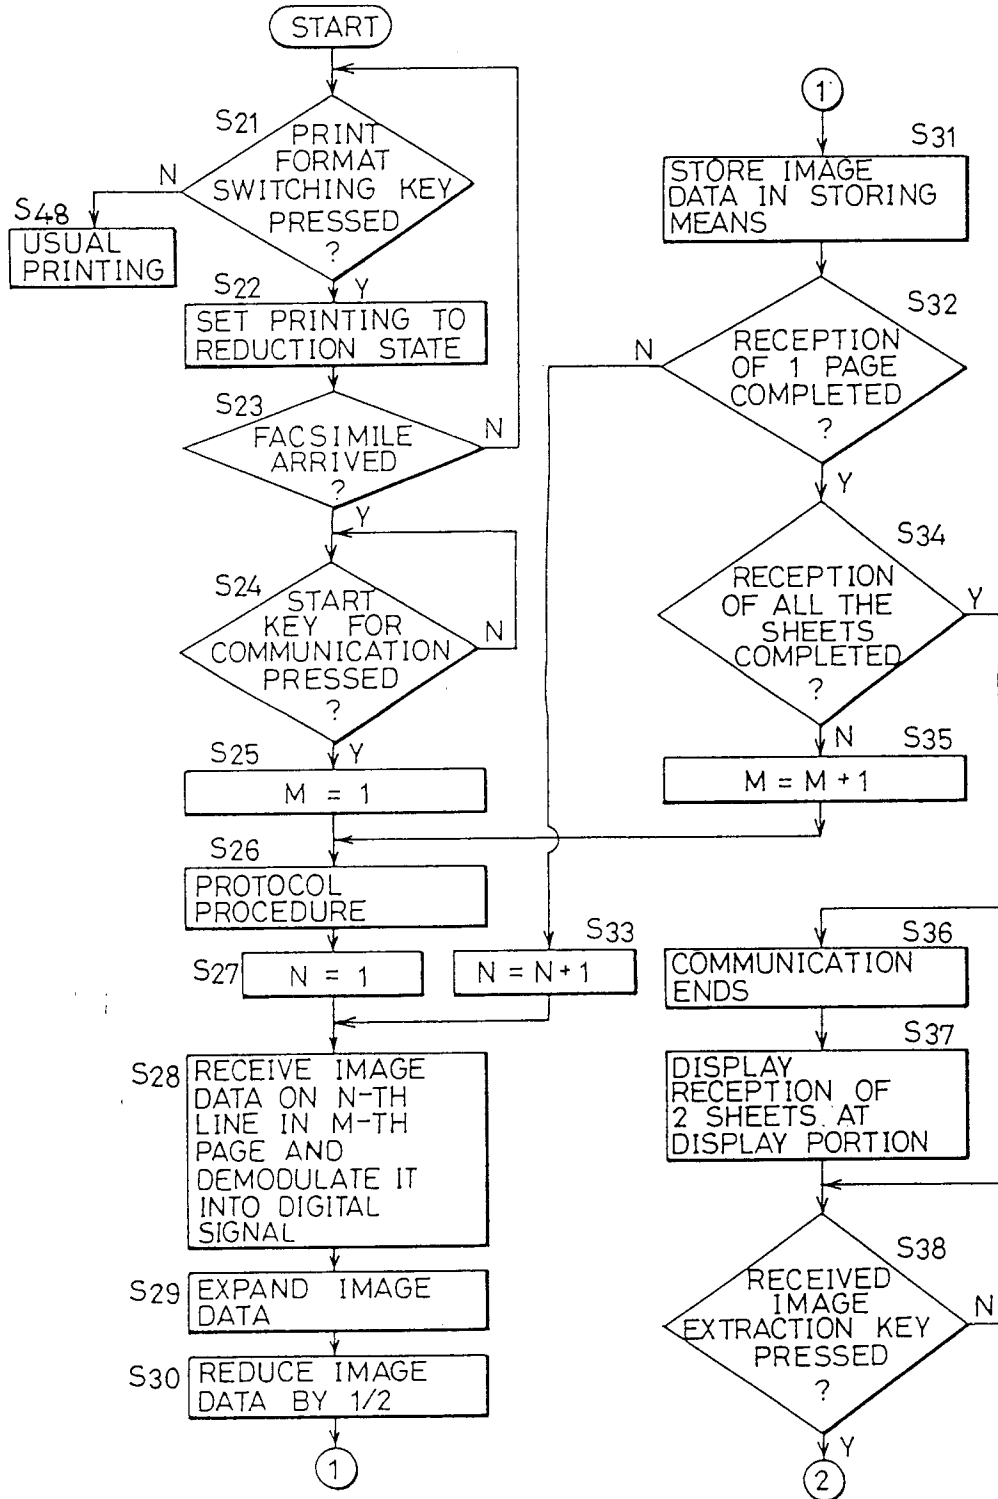 START
S21
PRINT
FORMAT
SWITCHING KEY
PRESSED
?
N
S48
USUAL
PRINTING
Y
S22
SET PRINTING TO
REDUCTION STATE
S23
FACSIMILE
ARRIVED
?
N
Y
S24
START
KEY FOR
COMMUNICATION
PRESSED
?
N
Y
S25
M = 1
S26
PROTOCOL
PROCEDURE
S27
N = 1
S33
N = N+1
S28
RECEIVE IMAGE
DATA ON N-TH
LINE IN M-TH
PAGE AND
DEMODULATE IT
INTO DIGITAL
SIGNAL
S29
EXPAND IMAGE
DATA
S30
REDUCE IMAGE
DATA BY 1/2
1
1
S31
STORE IMAGE
DATA IN STORING
MEANS
S32
RECEPTION
OF 1 PAGE
COMPLETED
?
N
Y
S34
RECEPTION
OF ALL THE
SHEETS
COMPLETED
?
Y
N
S35
M = M+1
S36
COMMUNICATION
ENDS
S37
DISPLAY
RECEPTION OF
2 SHEETS AT
DISPLAY PORTION
S38
RECEIVED
IMAGE
EXTRACTION KEY
PRESSED
?
N
Y
2